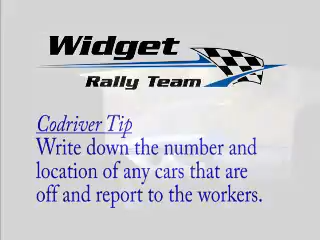 Widget
Rally Team
Codriver Tip
Write down the number and
location of any cars that are
off and report to the workers.